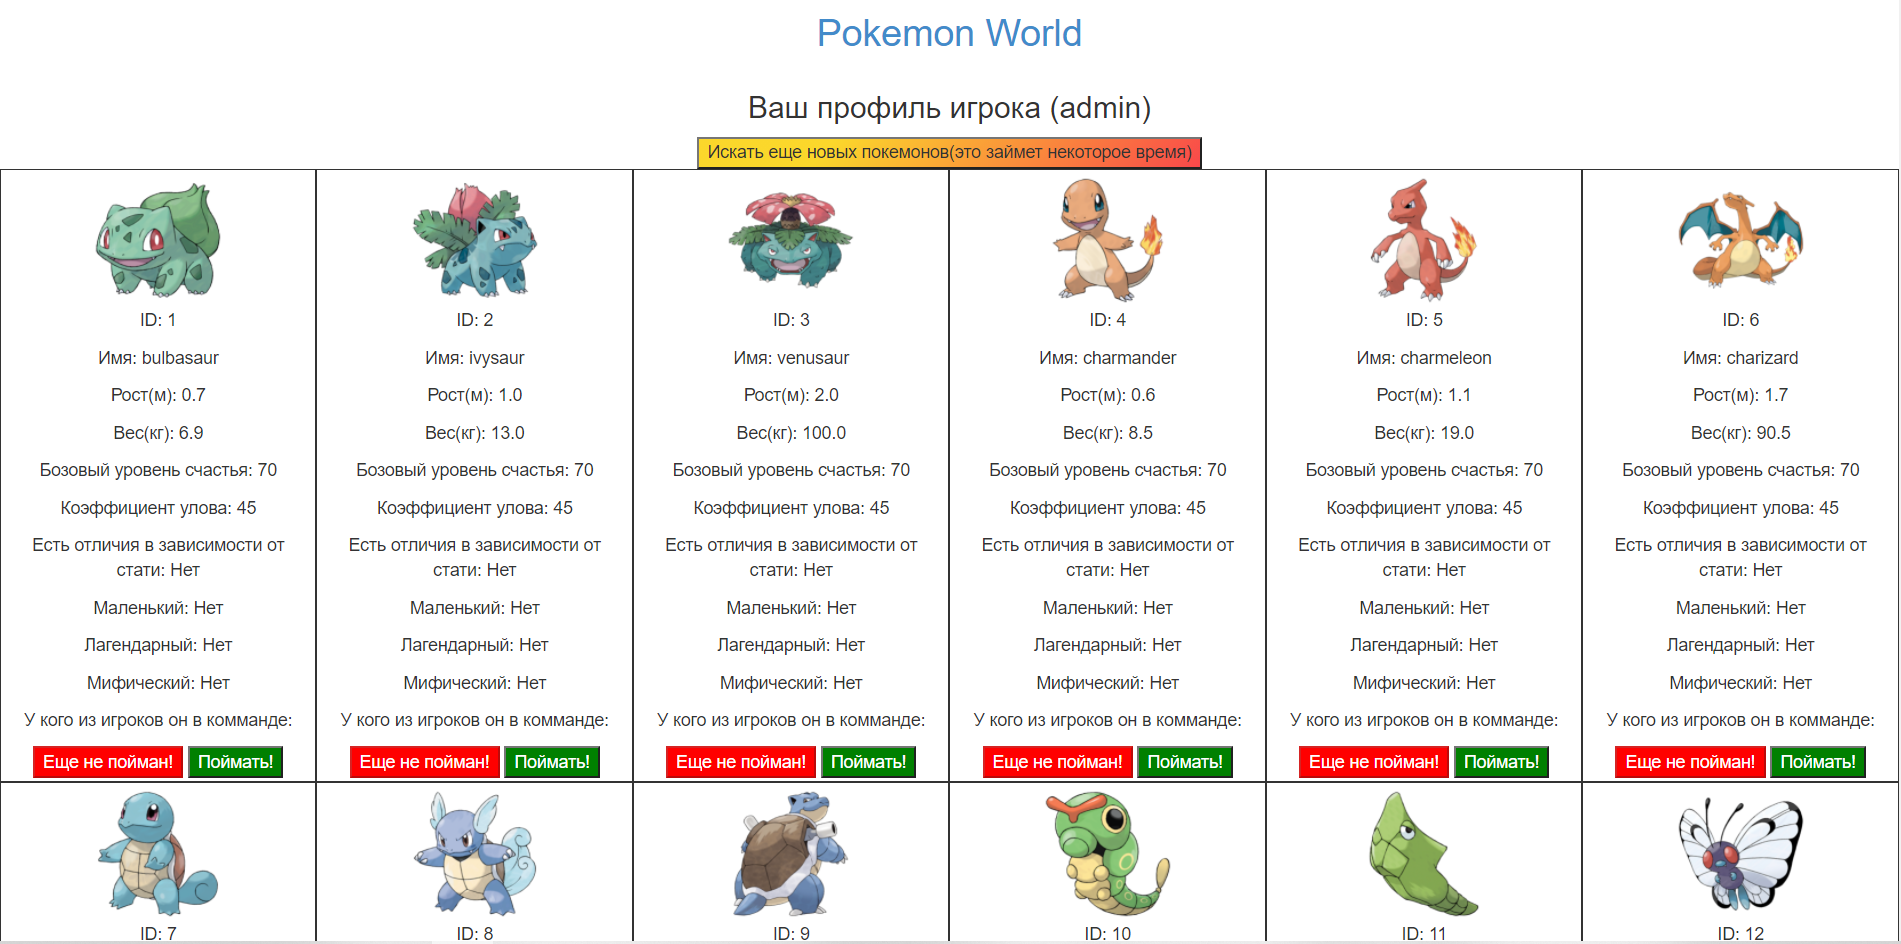 Pokemon World
Ваш профиль игрока (admin)
Искать еще новых покемонов(это займет некоторое время)
ID: 1
Имя: bulbasaur
Рост(м): 0.7
Вес(кг): 6.9
Бозовый уровень счастья: 70
Коэффициент улова: 45
Есть отличия в зависимости от
стати: Нет
Маленький: Нет
Лагендарный: Нет
Мифический: Нет
У кого из игроков он в комманде:
Еще не пойман! Поймать!
ID: 2
Имя: ivysaur
Рост(м): 1.0
Вес(кг): 13.0
Бозовый уровень счастья: 70
Коэффициент улова: 45
Есть отличия в зависимости от
стати: Нет
Маленький: Нет
Лагендарный: Нет
Мифический: Нет
У кого из игроков он в комманде:
Еще не пойман! Поймать!
ID: 3
Имя: venusaur
Рост(м): 2.0
Вес(кг): 100.0
Бозовый уровень счастья: 70
Коэффициент улова: 45
Есть отличия в зависимости от
стати: Нет
Маленький: Нет
Лагендарный: Нет
Мифический: Нет
У кого из игроков он в комманде:
Еще не пойман! Поймать!
ID: 4
Имя: charmander
Рост(м): 0.6
Вес(кг): 8.5
Бозовый уровень счастья: 70
Коэффициент улова: 45
Есть отличия в зависимости от
стати: Нет
Маленький: Нет
Лагендарный: Нет
Мифический: Нет
У кого из игроков он в комманде:
Еще не пойман! Поймать!
ID: 5
Имя: charmeleon
Рост(м): 1.1
Вес(кг): 19.0
Бозовый уровень счастья: 70
Коэффициент улова: 45
Есть отличия в зависимости от
стати: Нет
Маленький: Нет
Лагендарный: Нет
Мифический: Нет
У кого из игроков он в комманде:
Еще не пойман! Поймать!
ID: 6
Имя: charizard
Рост(м): 1.7
Вес(кг): 90.5
Бозовый уровень счастья: 70
Коэффициент улова: 45
Есть отличия в зависимости от
стати: Нет
Маленький: Нет
Лагендарный: Нет
Мифический: Нет
У кого из игроков он в комманде:
Еще не пойман! Поймать!
ID: 7
ID: 8
ID: 9
ID: 10
ID: 11
ID: 12